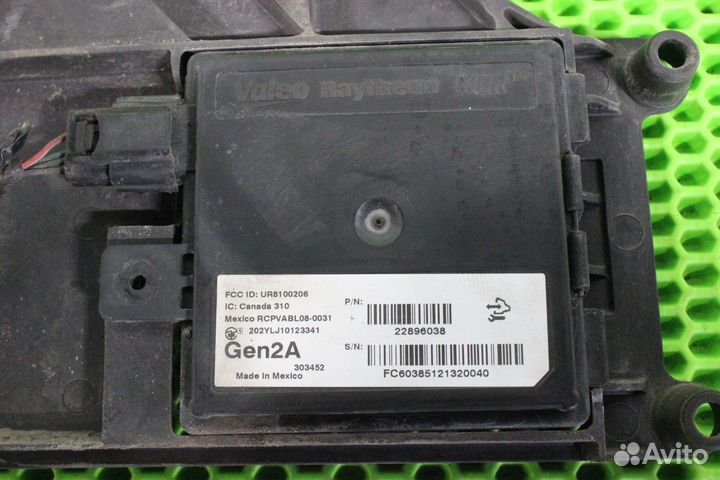 Valeo Raytheon
FCC ID: UR8100206
IC: Canada 310
Mexico RCPVABL08-0031
202YLJ10123341
Gen2A
303452
Made in Mexico
P/N:
22896038
S/N:
FC60385121320040
Avito